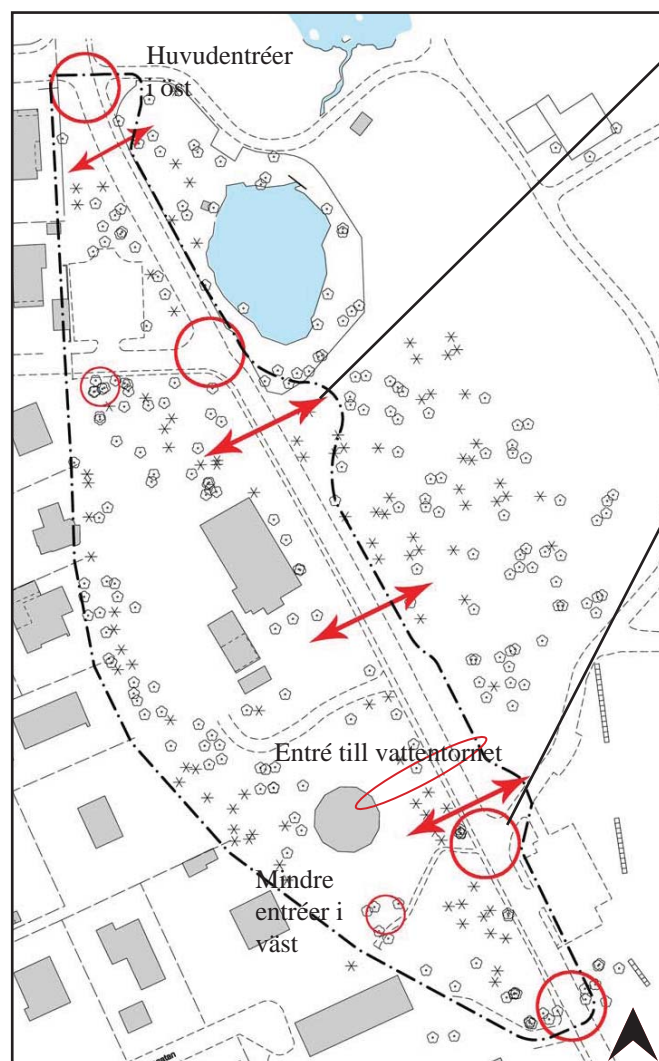 Huvudentréer
i öst
Entré till vattentornet
Mindre
entréer i
väst